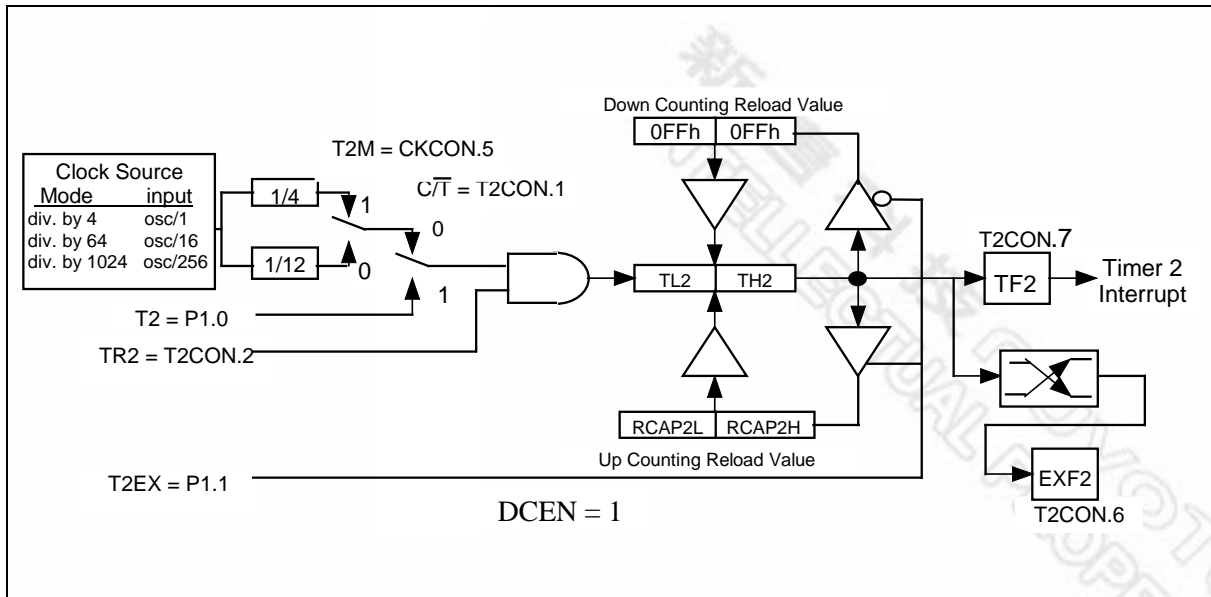 Down Counting Reload Value
0FFh 0FFh
T2M = CKCON.5
C/T̅ = T2CON.1
Clock Source
Mode input
div. by 4 osc/1
div. by 64 osc/16
div. by 1024 osc/256
1/4
1/12
1
0
0
1
T2CON.7
TL2 TH2
TF2
Timer 2
Interrupt
T2 = P1.0
TR2 = T2CON.2
RCAP2L RCAP2H
Up Counting Reload Value
T2EX = P1.1
EXF2
T2CON.6
DCEN = 1